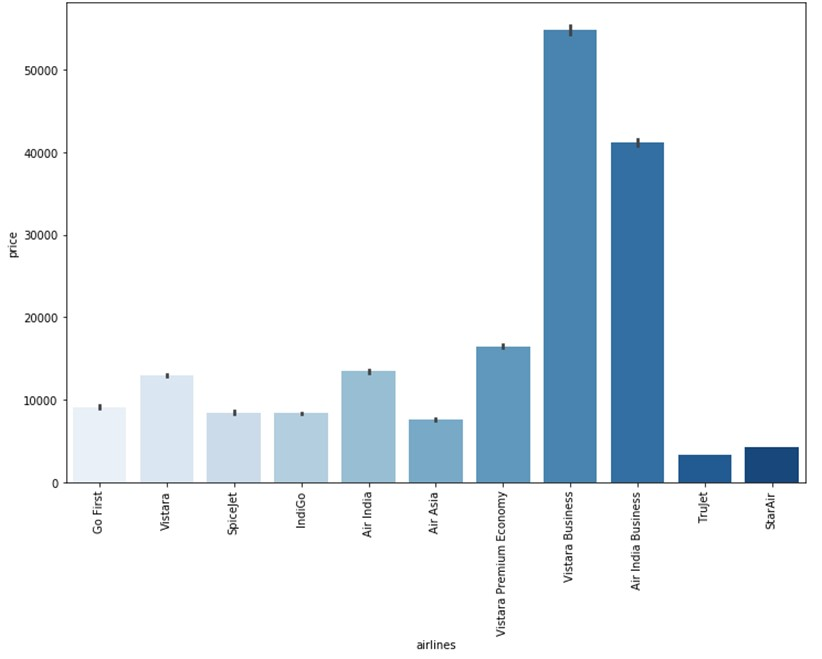 50000
40000
30000
20000
10000
0
price
Go First
Vistara
SpiceJet
IndiGo
Air India
Air Asia
Vistara Premium Economy
Vistara Business
Air India Business
TruJet
StarAir
airlines